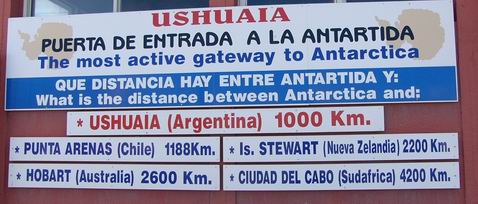 USHUAIA
PUERTA DE ENTRADA A LA ANTARTIDA
The most active gateway to Antarctica
QUE DISTANCIA HAY ENTRE ANTARTIDA Y:
What is the distance between Antarctica and:
* USHUAIA (Argentina) 1000 Km.
* PUNTA ARENAS (Chile) 1188Km.
* Is. STEWART (Nueva Zelandia) 2200 Km.
* HOBART (Australia) 2600 Km.
* CIUDAD DEL CABO (Sudafrica) 4200 Km.